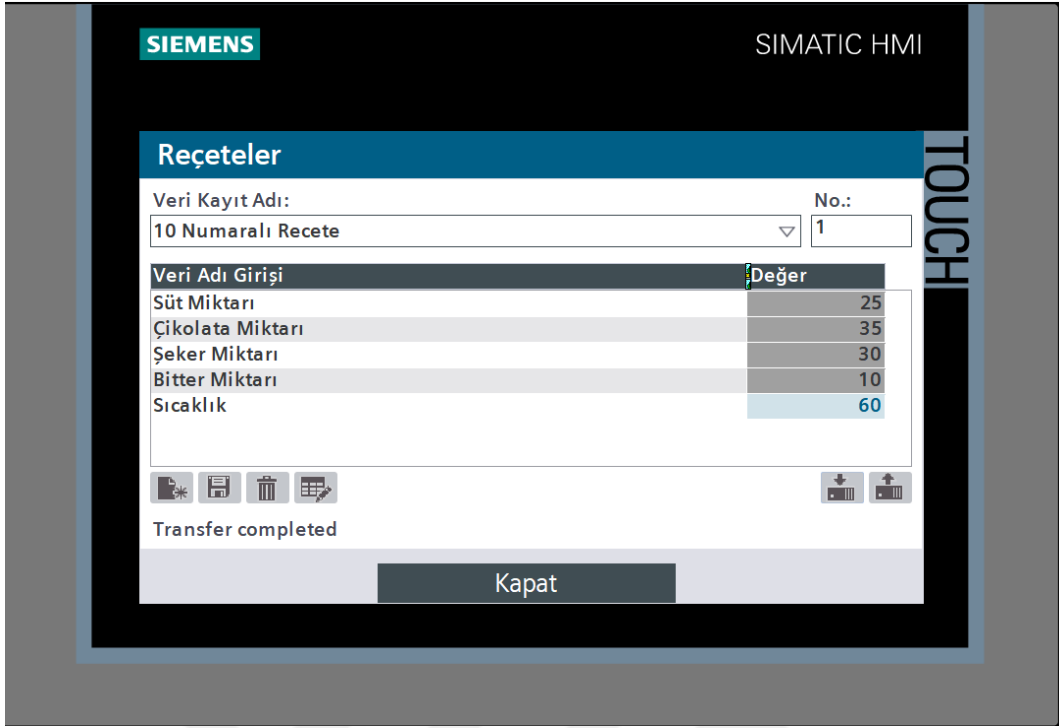 SIEMENS
SIMATIC HMI
TOUCH
Reçeteler
Veri Kayıt Adı:
No.:
10 Numaralı Recete
1
Veri Adı Girişi
Değer
Süt Miktarı
25
Çikolata Miktarı
35
Şeker Miktarı
30
Bitter Miktarı
10
Sıcaklık
60
Transfer completed
Kapat